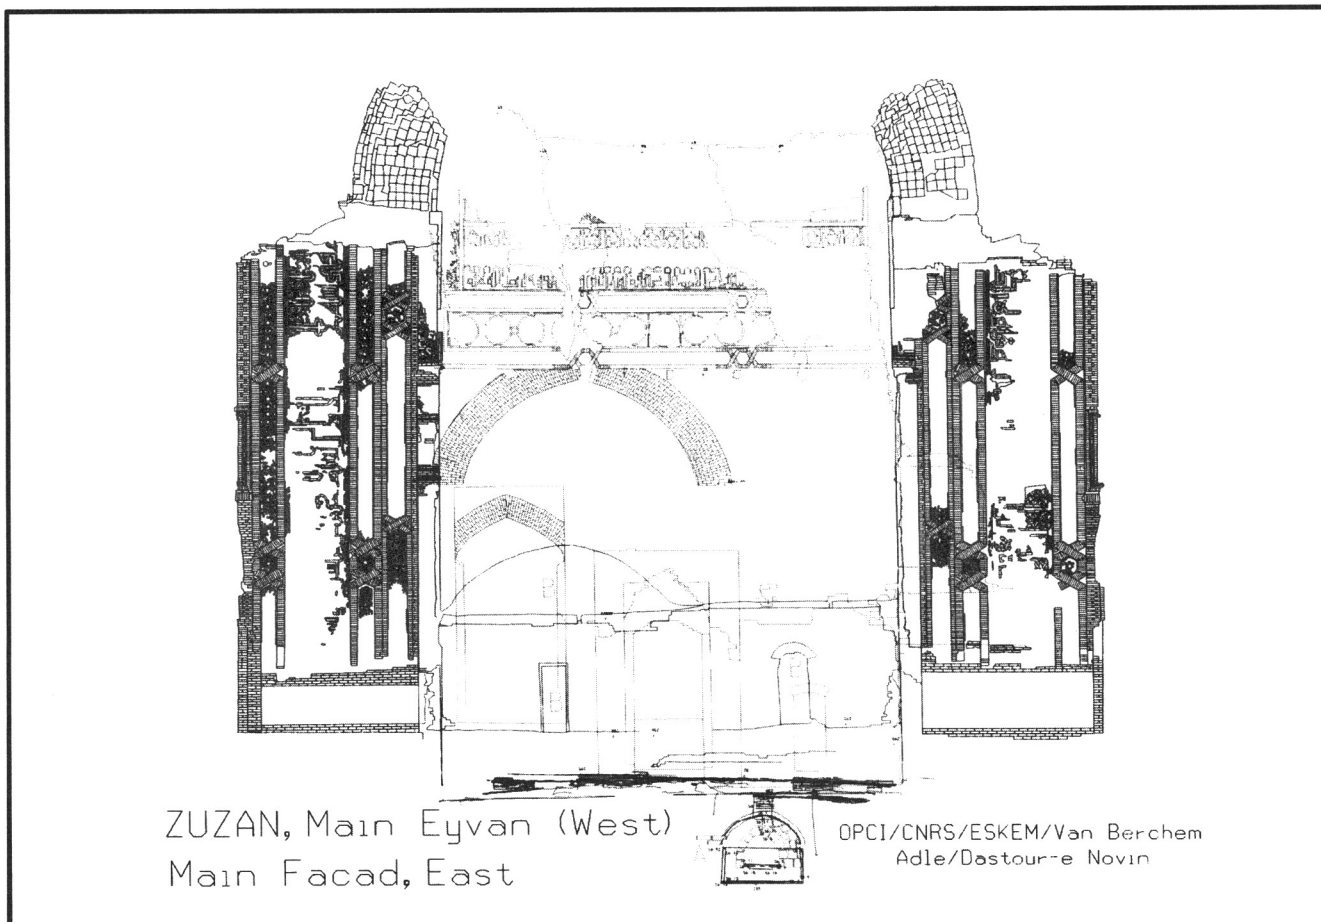 ZUZAN, Main Eyvan (West)
Main Facad, East
OPCI/CNRS/ESKEM/Van Berchem
Adle/Dastour-e Novin